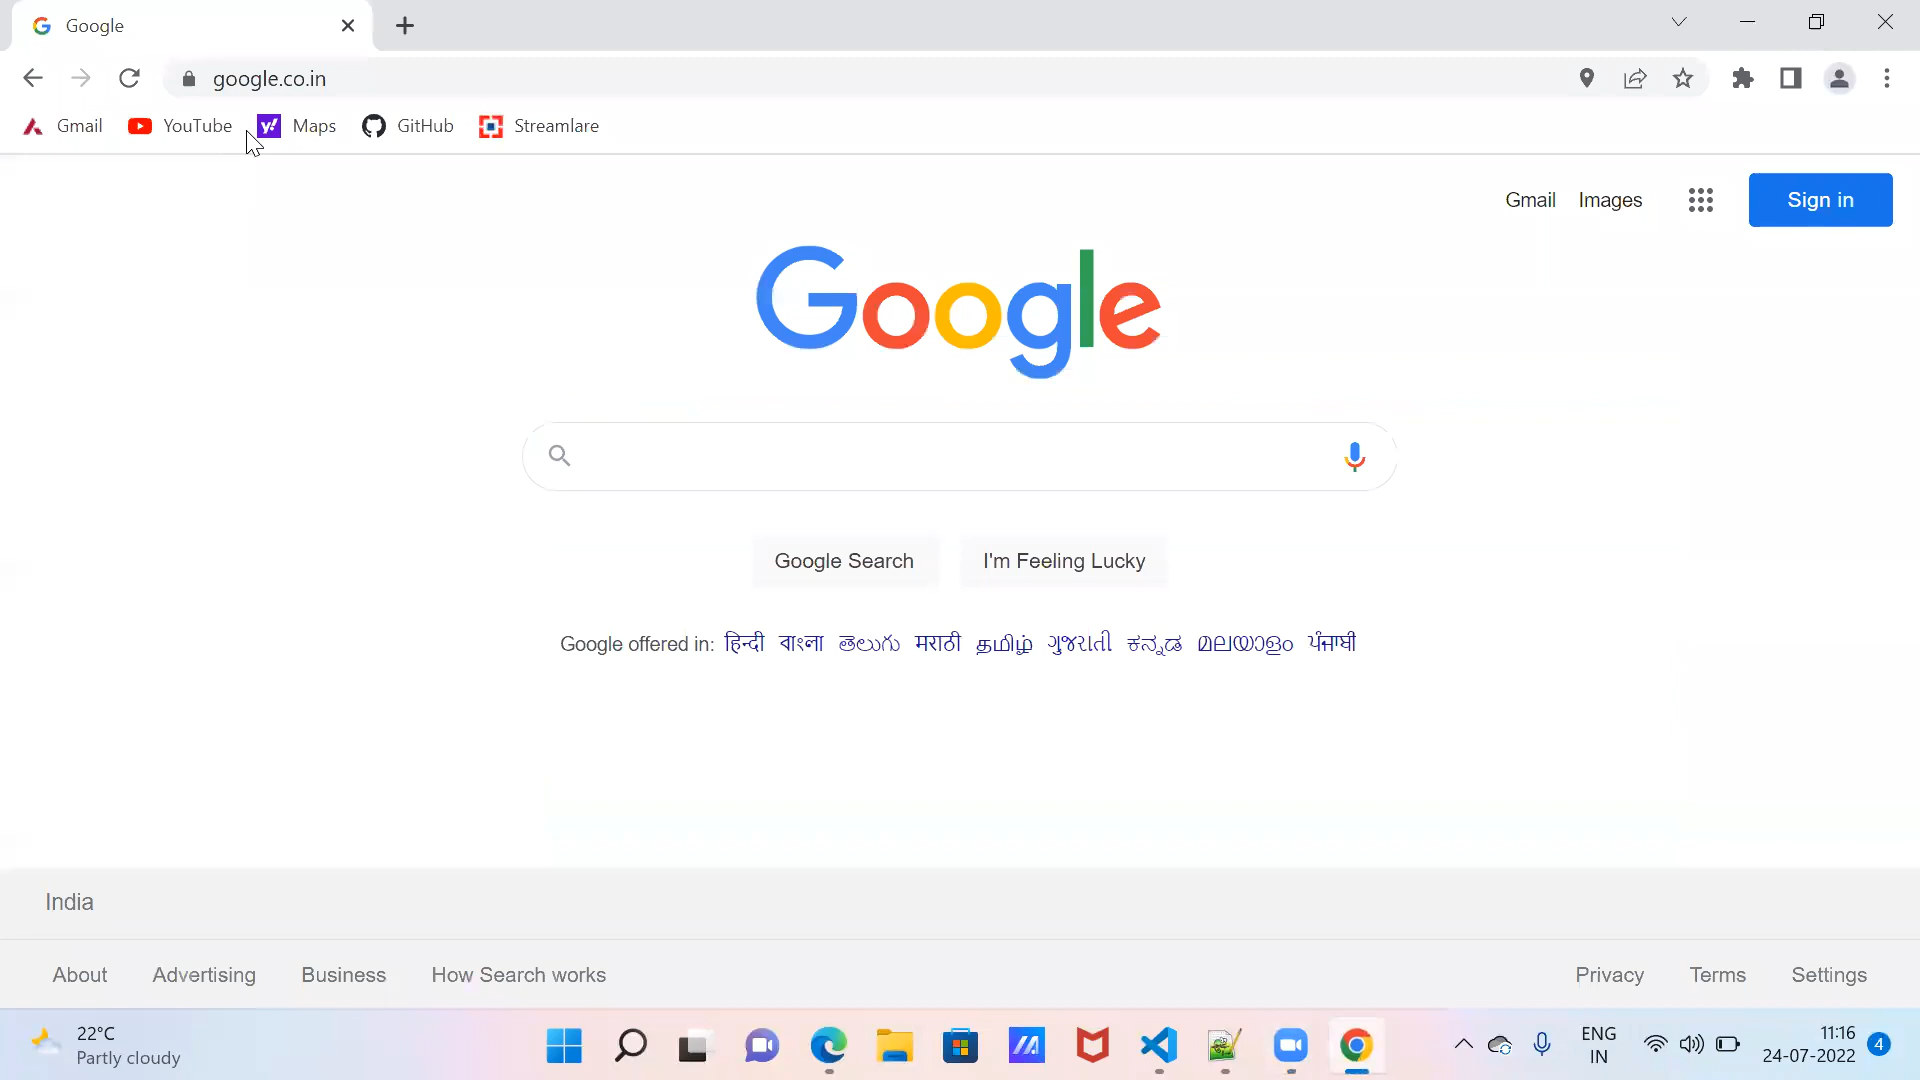 Google
google.co.in
Gmail YouTube Maps GitHub Streamlare
Gmail Images Sign in
Google
Google Search I'm Feeling Lucky
Google offered in: हिन्दी বাংলা తెలుగు मराठी தமிழ் ગુજરાતી ಕನ್ನಡ മലയാളം ਪੰਜਾਬੀ
India
About Advertising Business How Search works Privacy Terms Settings
22°C
Partly cloudy
ENG
IN
11:16
24-07-2022
4